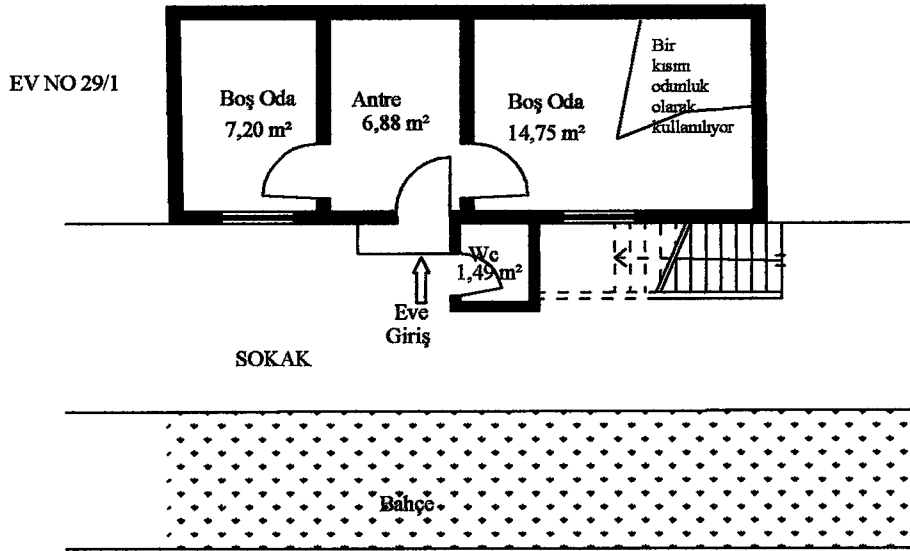 EV NO 29/1
Boş Oda
7,20 m²
Antre
6,88 m²
Boş Oda
14,75 m²
Bir
kısım
odunluk
olarak
kullanılıyor
Wc
1,49 m²
Eve
Giriş
SOKAK
Bahçe